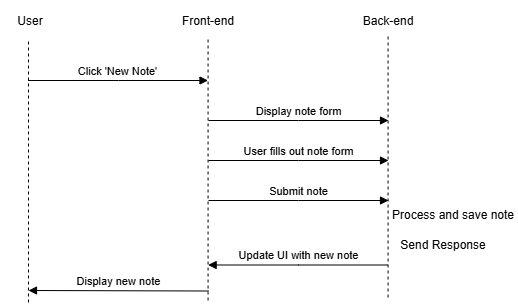 User
Front-end
Back-end
Click 'New Note'
Display note form
User fills out note form
Submit note
Process and save note
Send Response
Update UI with new note
Display new note